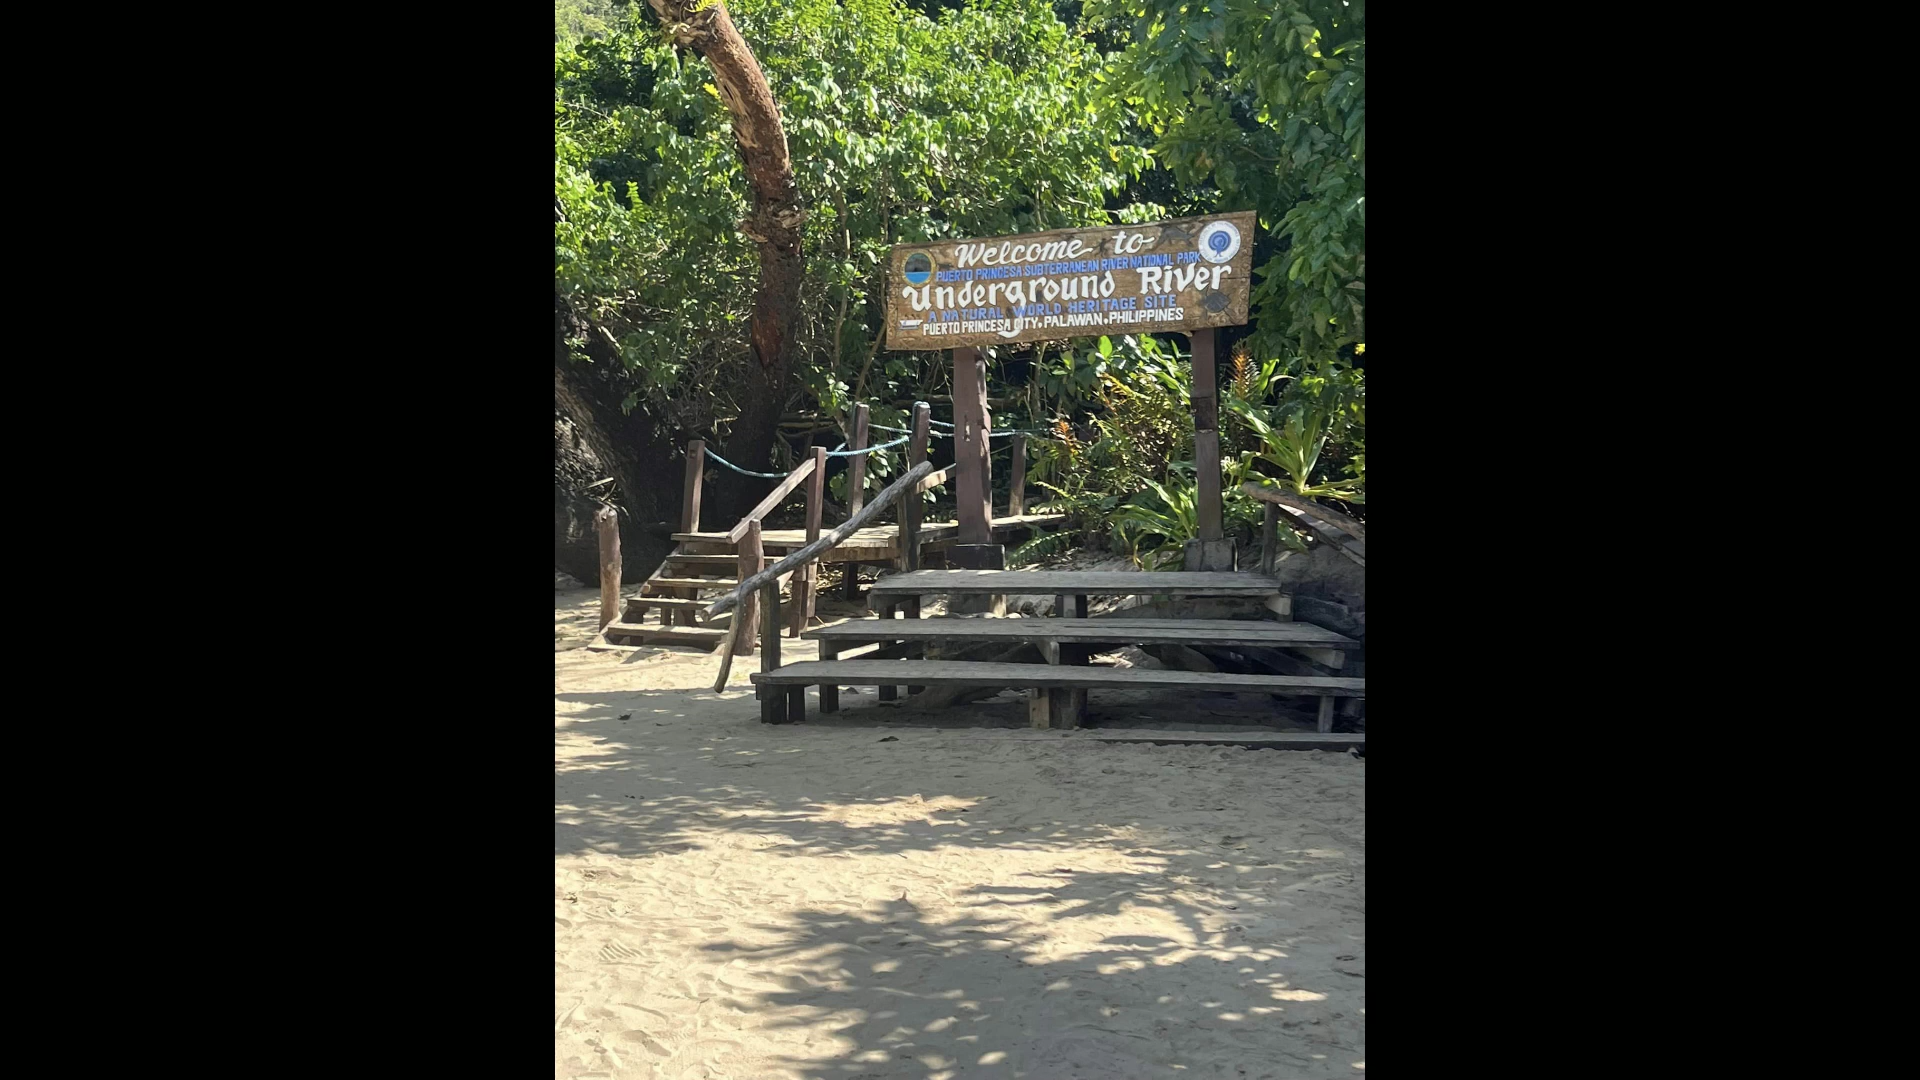 Welcome to
PUERTO PRINCESA SUBTERRANEAN RIVER NATIONAL PARK
Underground River
A NATURAL WORLD HERITAGE SITE
PUERTO PRINCESA CITY, PALAWAN, PHILIPPINES